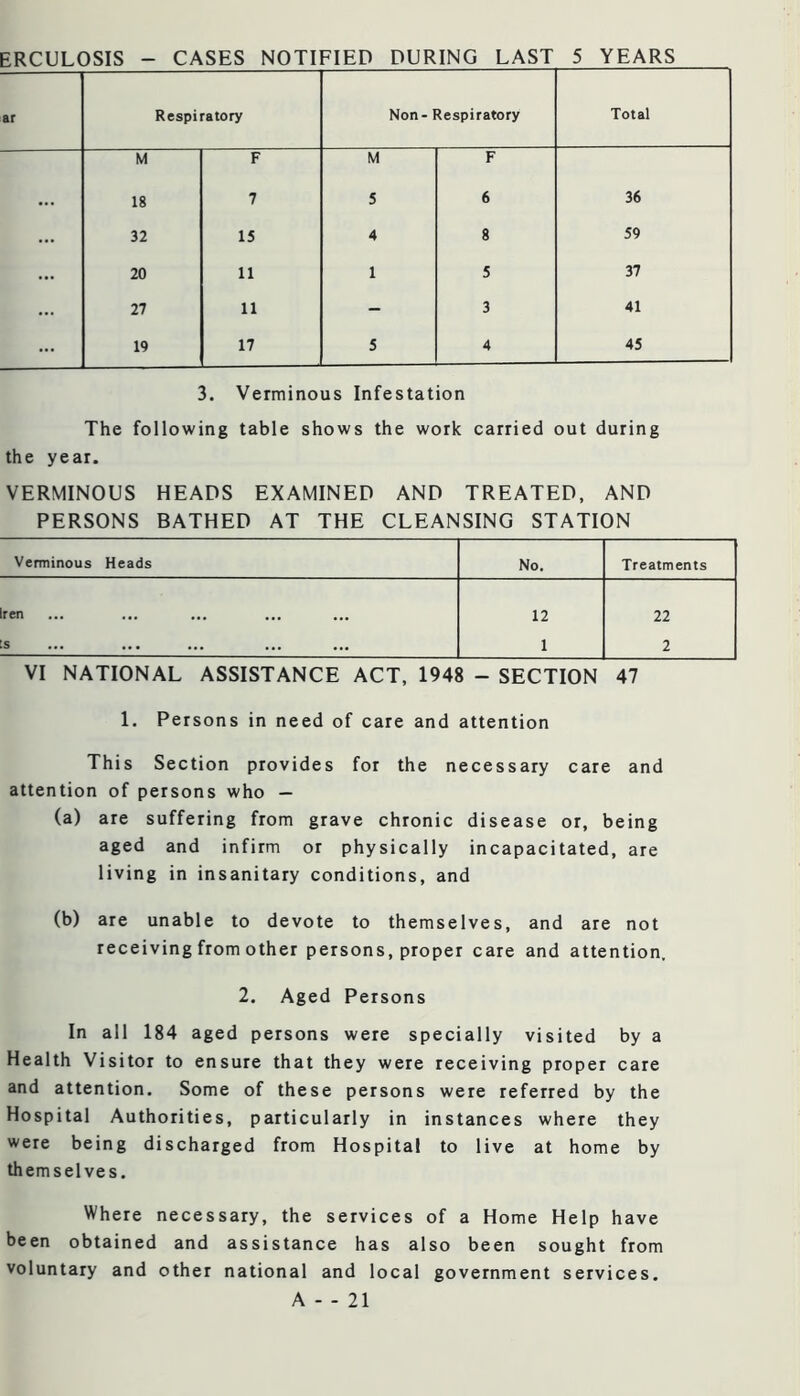 ERCULOSIS - CASES NOTIFIED DURING LAST 5 YEARS
ar Respiratory Non-Respiratory Total
M F M F
... 18 7 5 6 36
... 32 15 4 8 59
... 20 11 1 5 37
... 27 11 - 3 41
... 19 17 5 4 45
3. Verminous Infestation
The following table shows the work carried out during
the year.
VERMINOUS HEADS EXAMINED AND TREATED, AND
PERSONS BATHED AT THE CLEANSING STATION
Verminous Heads No. Treatments
lren ... ... ... ... ... 12 22
ts ... ... ... ... ... 1 2
VI NATIONAL ASSISTANCE ACT, 1948 - SECTION 47
1. Persons in need of care and attention
This Section provides for the necessary care and
attention of persons who —
(a) are suffering from grave chronic disease or, being
aged and infirm or physically incapacitated, are
living in insanitary conditions, and
(b) are unable to devote to themselves, and are not
receiving from other persons, proper care and attention.
2. Aged Persons
In all 184 aged persons were specially visited by a
Health Visitor to ensure that they were receiving proper care
and attention. Some of these persons were referred by the
Hospital Authorities, particularly in instances where they
were being discharged from Hospital to live at home by
themselves.
Where necessary, the services of a Home Help have
been obtained and assistance has also been sought from
voluntary and other national and local government services.
A - - 21